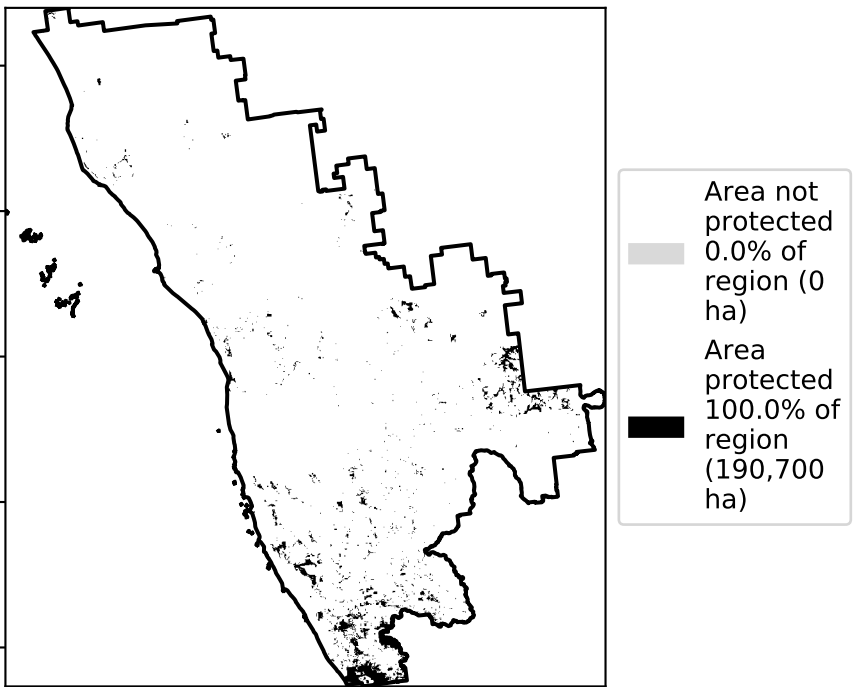 Area not
protected
0.0% of
region (0
ha)
Area
protected
100.0% of
region
(190,700
ha)